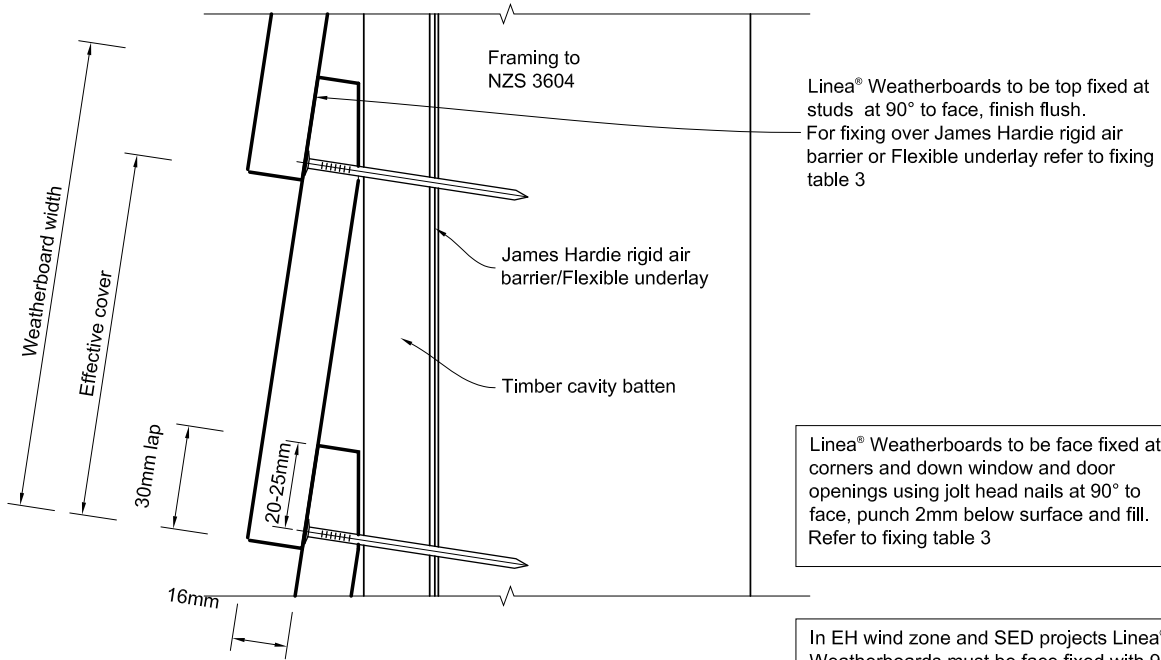 Framing to
NZS 3604
Linea® Weatherboards to be top fixed at
studs at 90° to face, finish flush.
For fixing over James Hardie rigid air
barrier or Flexible underlay refer to fixing
table 3
Weatherboard width
Effective cover
James Hardie rigid air
barrier/Flexible underlay
Timber cavity batten
30mm lap
20-25mm
16mm
Linea® Weatherboards to be face fixed at
corners and down window and door
openings using jolt head nails at 90° to
face, punch 2mm below surface and fill.
Refer to fixing table 3
In EH wind zone and SED projects Linea®